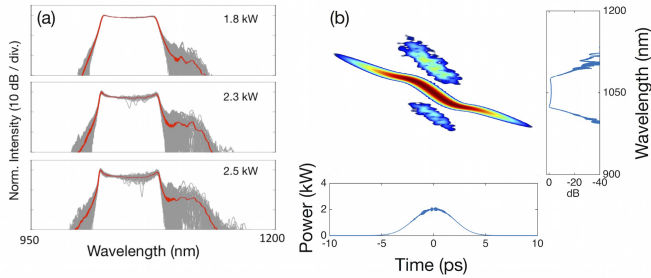 (a)
1.8 kW
2.3 kW
2.5 kW
Norm. Intensity (10 dB / div.)
950
1200
Wavelength (nm)
(b)
1200
1050
900
Wavelength (nm)
0 -20 -40
dB
Power (kW)
4
2
0
-10 -5 0 5 10
Time (ps)